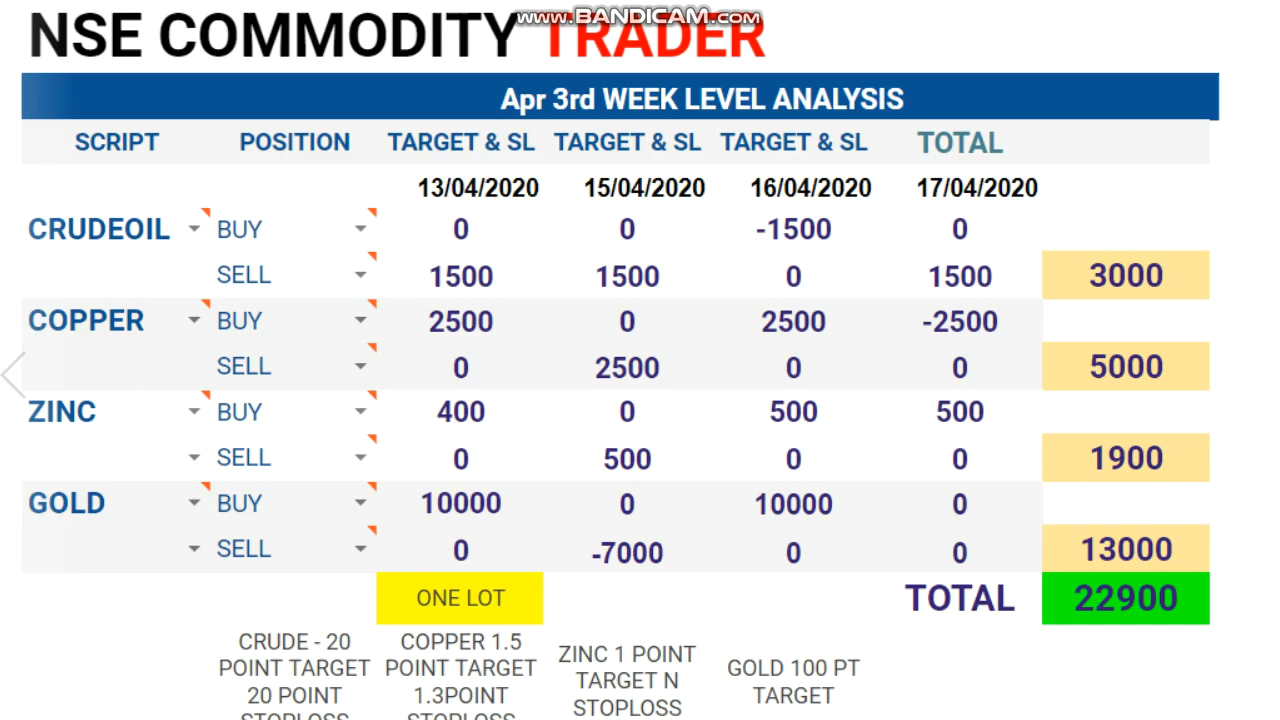 www.BANDICAM.com
NSE COMMODITY TRADER
Apr 3rd WEEK LEVEL ANALYSIS
SCRIPT POSITION TARGET & SL TARGET & SL TARGET & SL TOTAL
13/04/2020 15/04/2020 16/04/2020 17/04/2020
CRUDEOIL BUY 0 0 -1500 0
SELL 1500 1500 0 1500 3000
COPPER BUY 2500 0 2500 -2500
SELL 0 2500 0 0 5000
ZINC BUY 400 0 500 500
SELL 0 500 0 0 1900
GOLD BUY 10000 0 10000 0
SELL 0 -7000 0 0 13000
ONE LOT TOTAL 22900
CRUDE - 20
POINT TARGET
20 POINT
STOPLOSS
COPPER 1.5
POINT TARGET
1.3POINT
STOPLOSS
ZINC 1 POINT
TARGET N
STOPLOSS
GOLD 100 PT
TARGET